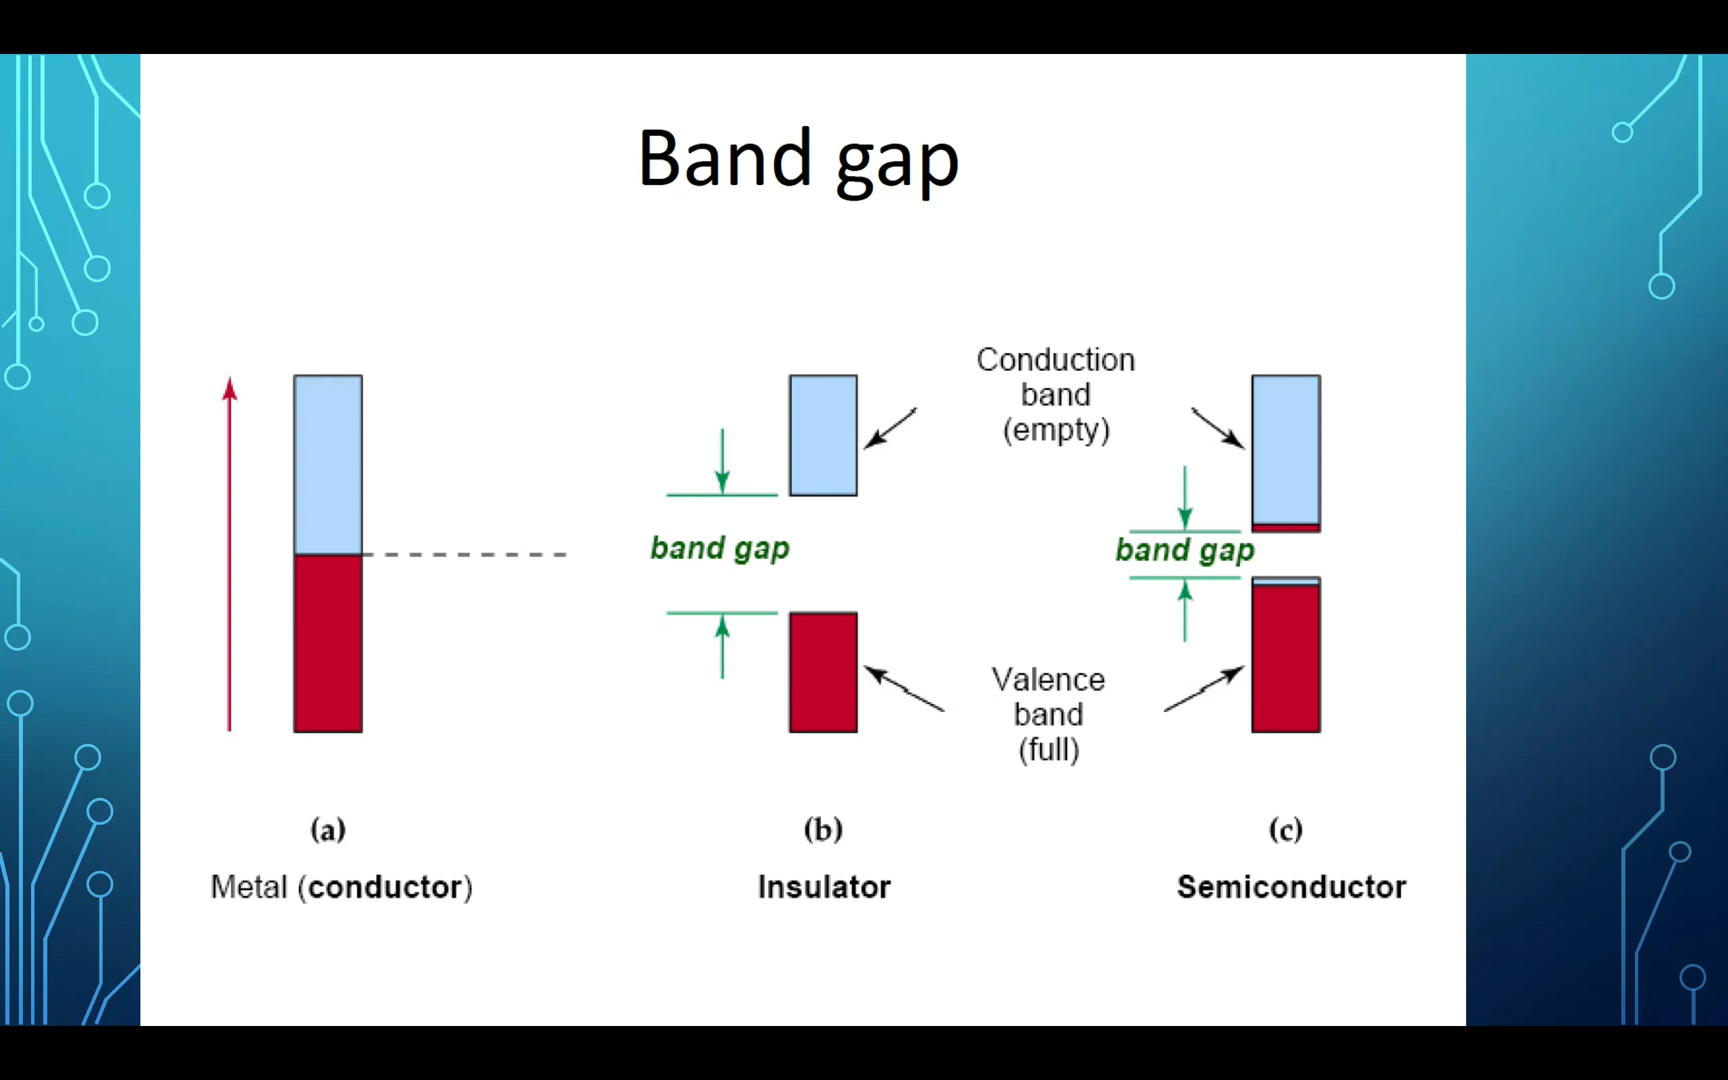 Band gap
Conduction
band
(empty)
band gap
band gap
Valence
band
(full)
(a)
(b)
(c)
Metal (conductor)
Insulator
Semiconductor